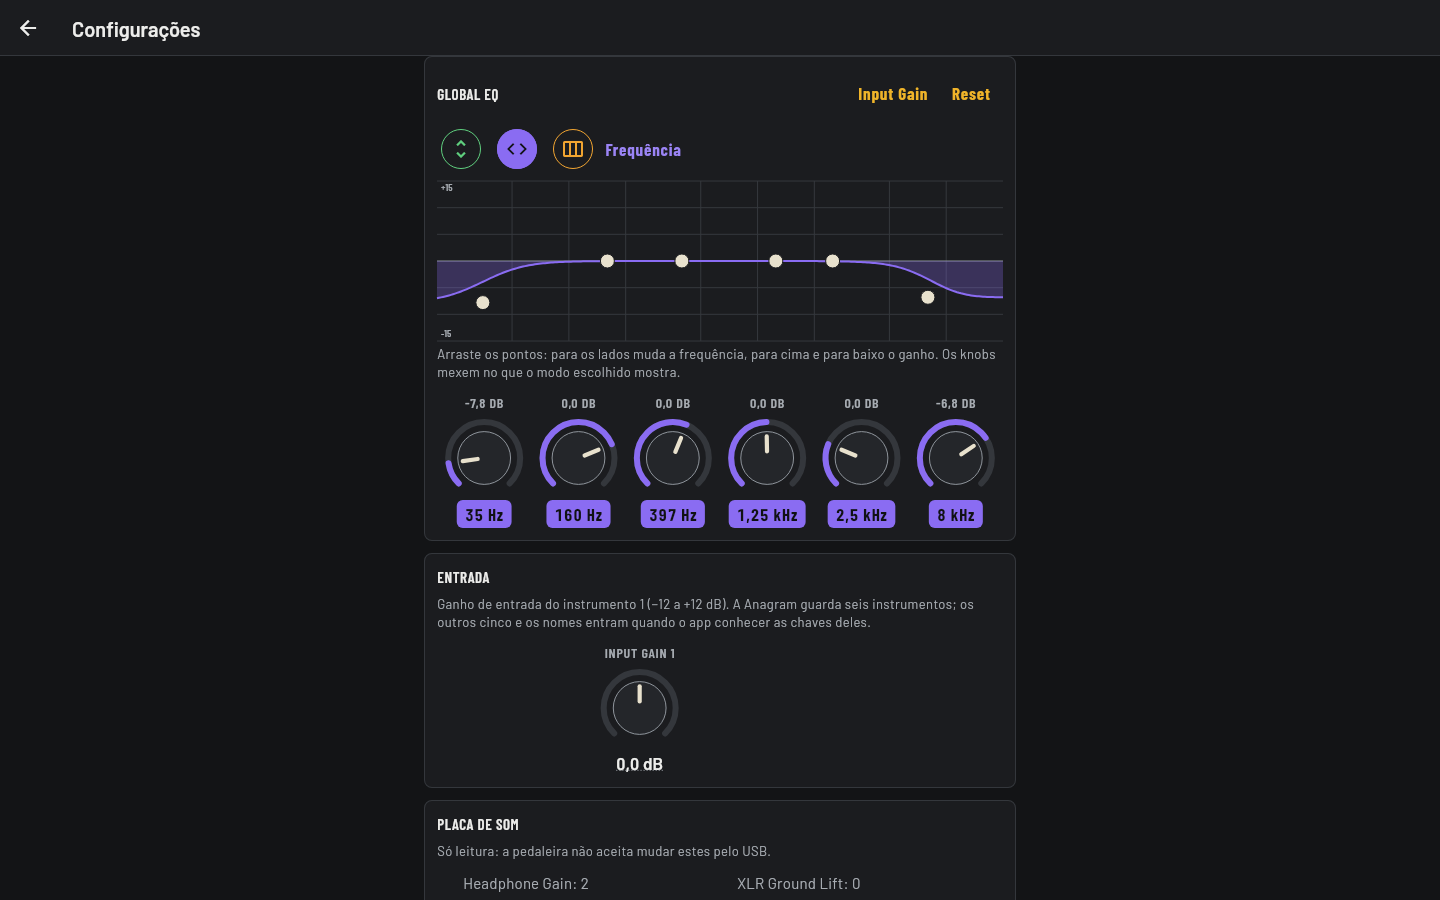 Configurações
GLOBAL EQ
Input Gain Reset
Frequência
+15
-15
Arraste os pontos: para os lados muda a frequência, para cima e para baixo o ganho. Os knobs
mexem no que o modo escolhido mostra.
-7,8 DB 0,0 DB 0,0 DB 0,0 DB 0,0 DB -6,8 DB
35 Hz 160 Hz 397 Hz 1,25 kHz 2,5 kHz 8 kHz
ENTRADA
Ganho de entrada do instrumento 1 (−12 a +12 dB). A Anagram guarda seis instrumentos; os
outros cinco e os nomes entram quando o app conhecer as chaves deles.
INPUT GAIN 1
0,0 dB
PLACA DE SOM
Só leitura: a pedaleira não aceita mudar estes pelo USB.
Headphone Gain: 2 XLR Ground Lift: 0